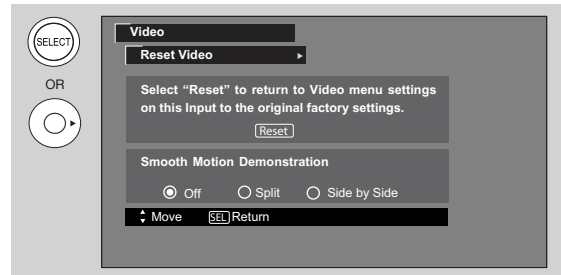 SELECT
OR
Video
Reset Video
Select “Reset” to return to Video menu settings
on this Input to the original factory settings.
Reset
Smooth Motion Demonstration
Off Split Side by Side
Move SEL Return